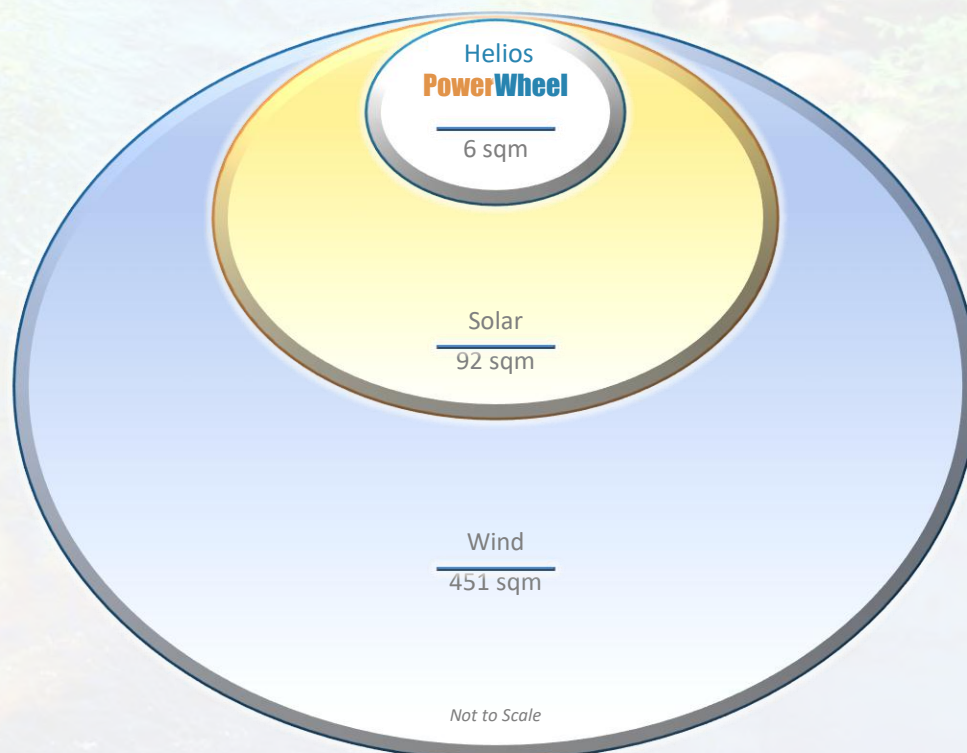 Helios
PowerWheel
6 sqm
Solar
92 sqm
Wind
451 sqm
Not to Scale